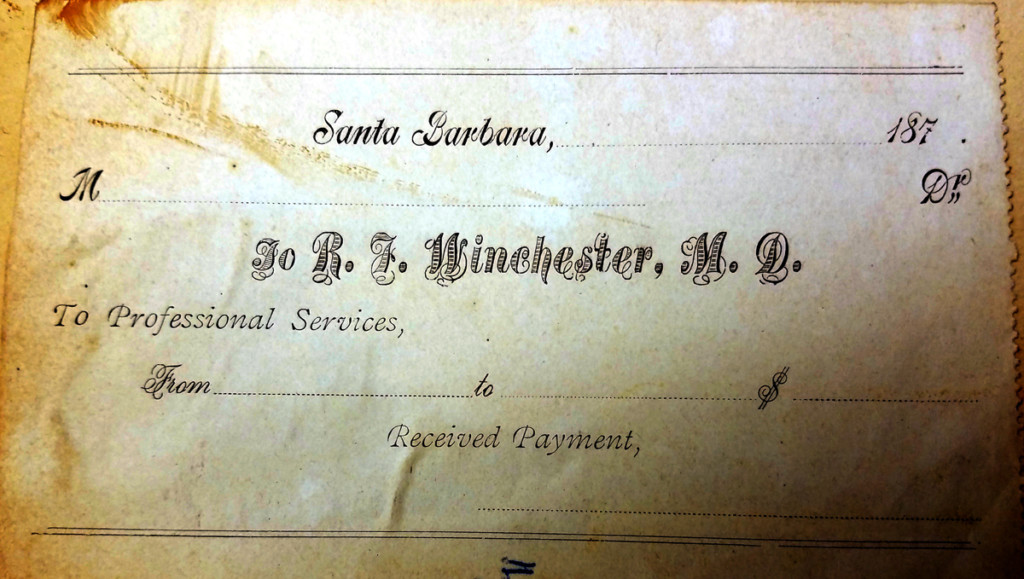 Santa Barbara, 187 .
M Dr.
To R. F. Winchester, M. D.
To Professional Services,
From to $
Received Payment,